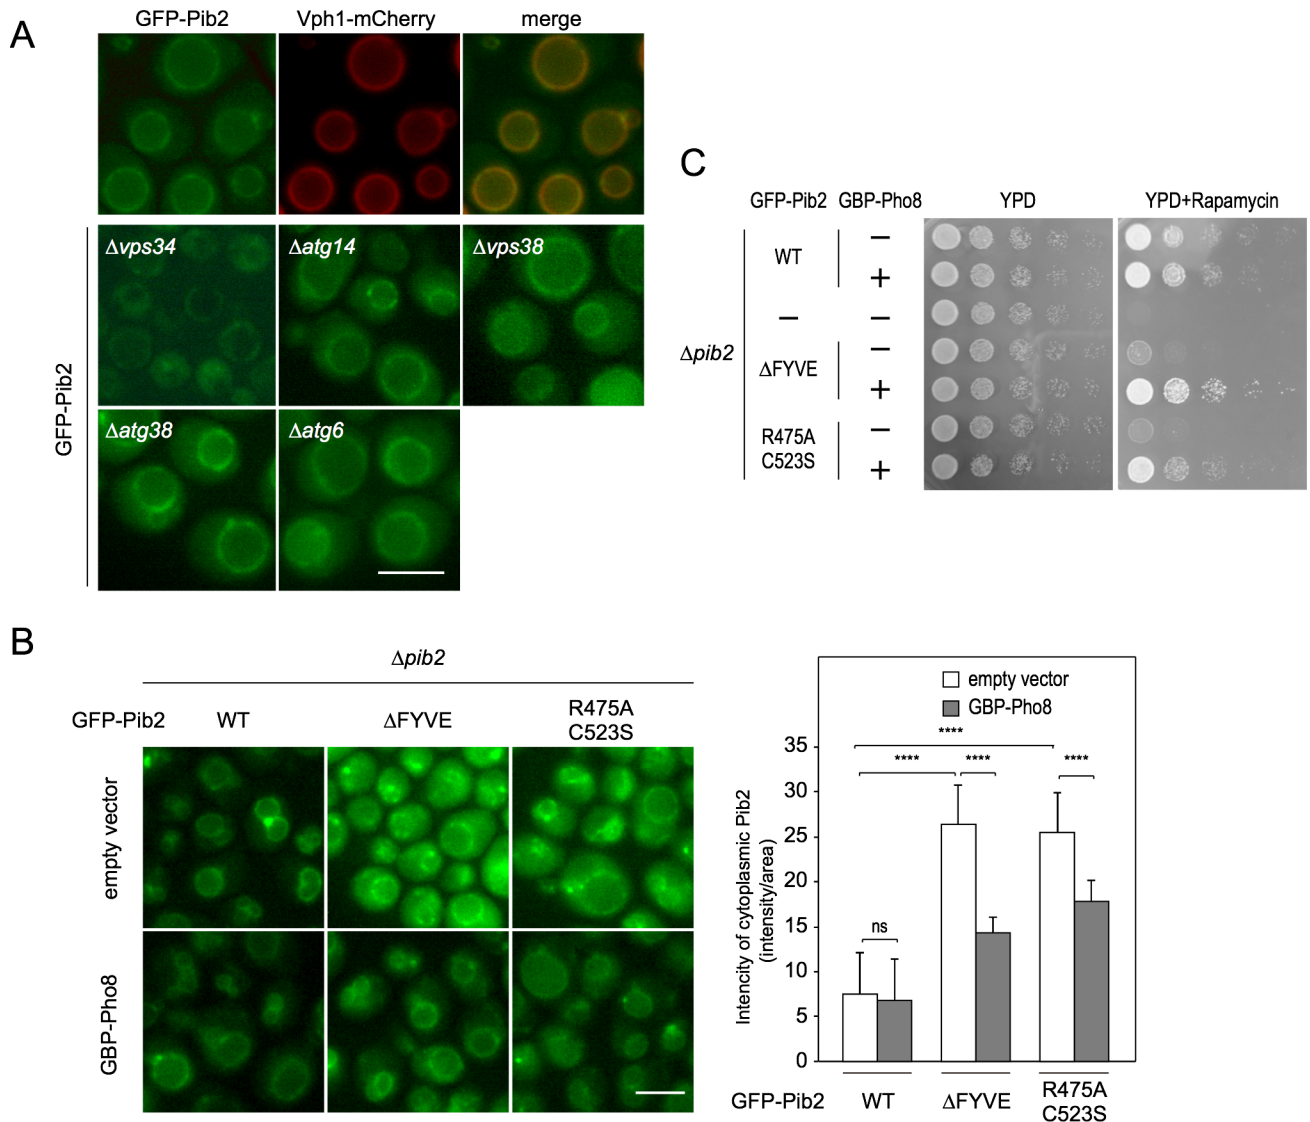 A
GFP-Pib2 Vph1-mCherry merge
Δvps34 Δatg14 Δvps38
Δatg38 Δatg6
GFP-Pib2
B
Δpib2
GFP-Pib2 WT ΔFYVE R475A
C523S
empty vector
GBP-Pho8
empty vector
GBP-Pho8
****
**** **** ****
ns
35
30
25
20
15
10
5
0
Intencity of cytoplasmic Pib2
(intensity/area)
GFP-Pib2 WT ΔFYVE R475A
C523S
C
GFP-Pib2 GBP-Pho8 YPD YPD+Rapamycin
Δpib2
WT −
+
− −
ΔFYVE −
+
R475A −
C523S +